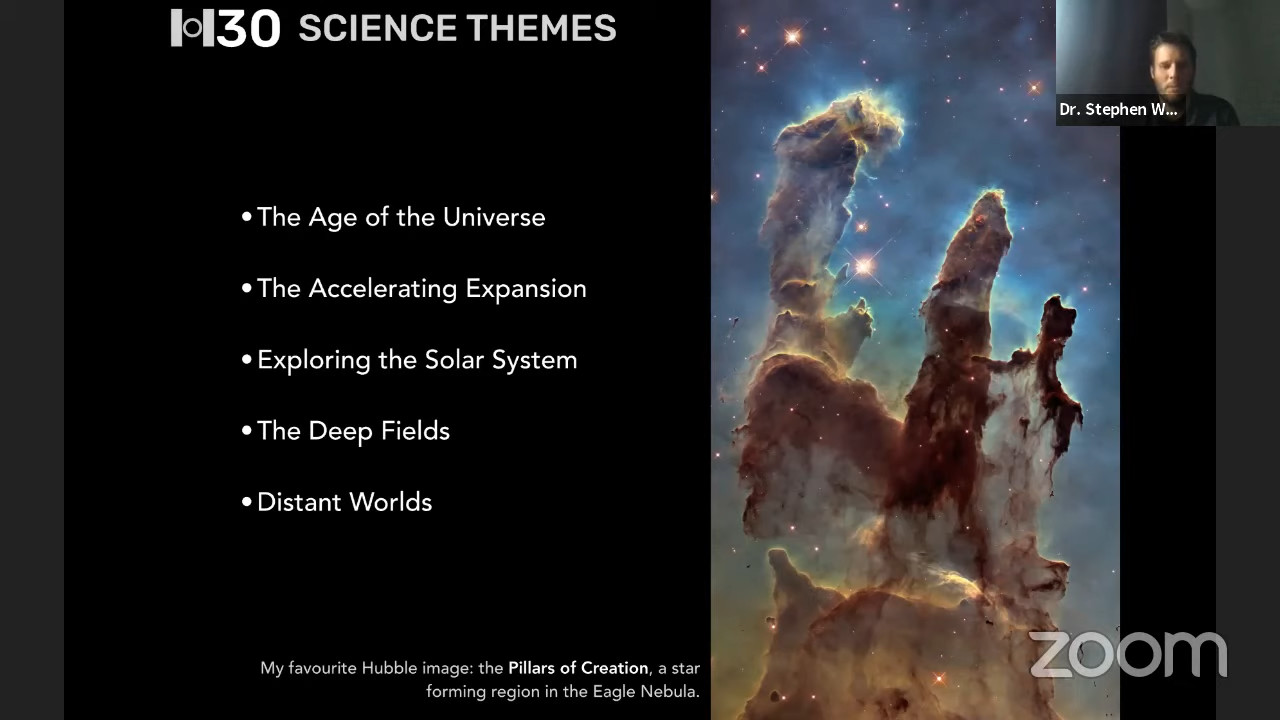 H30 SCIENCE THEMES
Dr. Stephen W...
• The Age of the Universe
• The Accelerating Expansion
• Exploring the Solar System
• The Deep Fields
• Distant Worlds
My favourite Hubble image: the Pillars of Creation, a star
forming region in the Eagle Nebula.
zoom